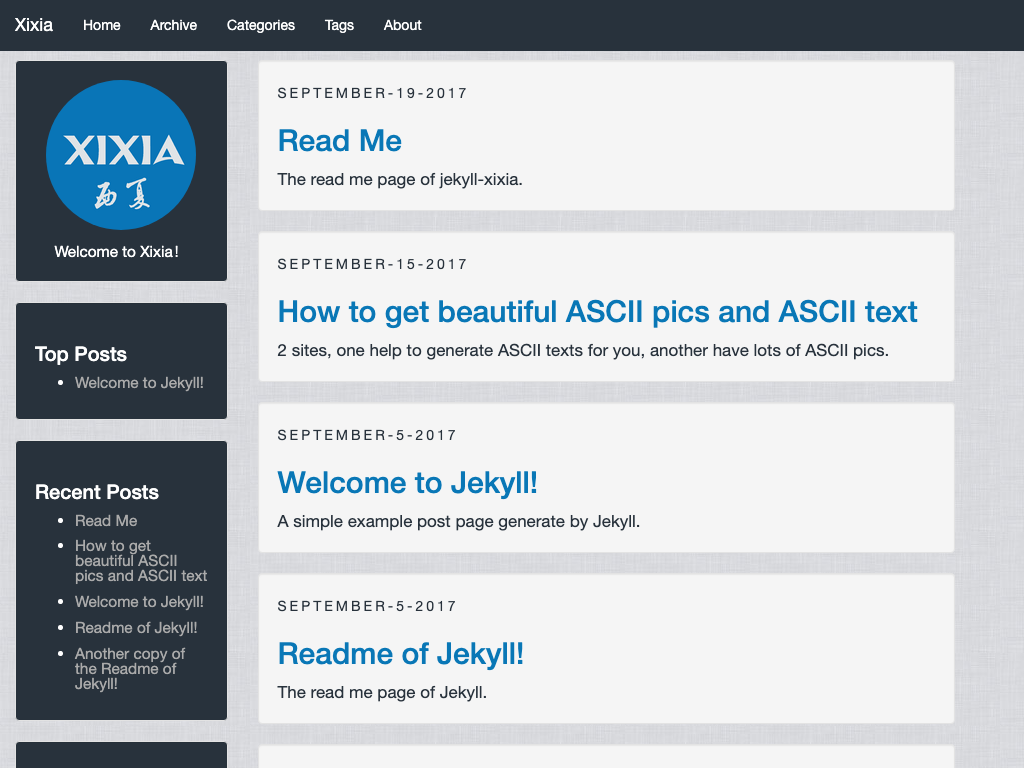 Xixia Home Archive Categories Tags About
XIXIA
西夏
Welcome to Xixia!
Top Posts
Welcome to Jekyll!
Recent Posts
Read Me
How to get
beautiful ASCII
pics and ASCII text
Welcome to Jekyll!
Readme of Jekyll!
Another copy of
the Readme of
Jekyll!
SEPTEMBER-19-2017
Read Me
The read me page of jekyll-xixia.
SEPTEMBER-15-2017
How to get beautiful ASCII pics and ASCII text
2 sites, one help to generate ASCII texts for you, another have lots of ASCII pics.
SEPTEMBER-5-2017
Welcome to Jekyll!
A simple example post page generate by Jekyll.
SEPTEMBER-5-2017
Readme of Jekyll!
The read me page of Jekyll.